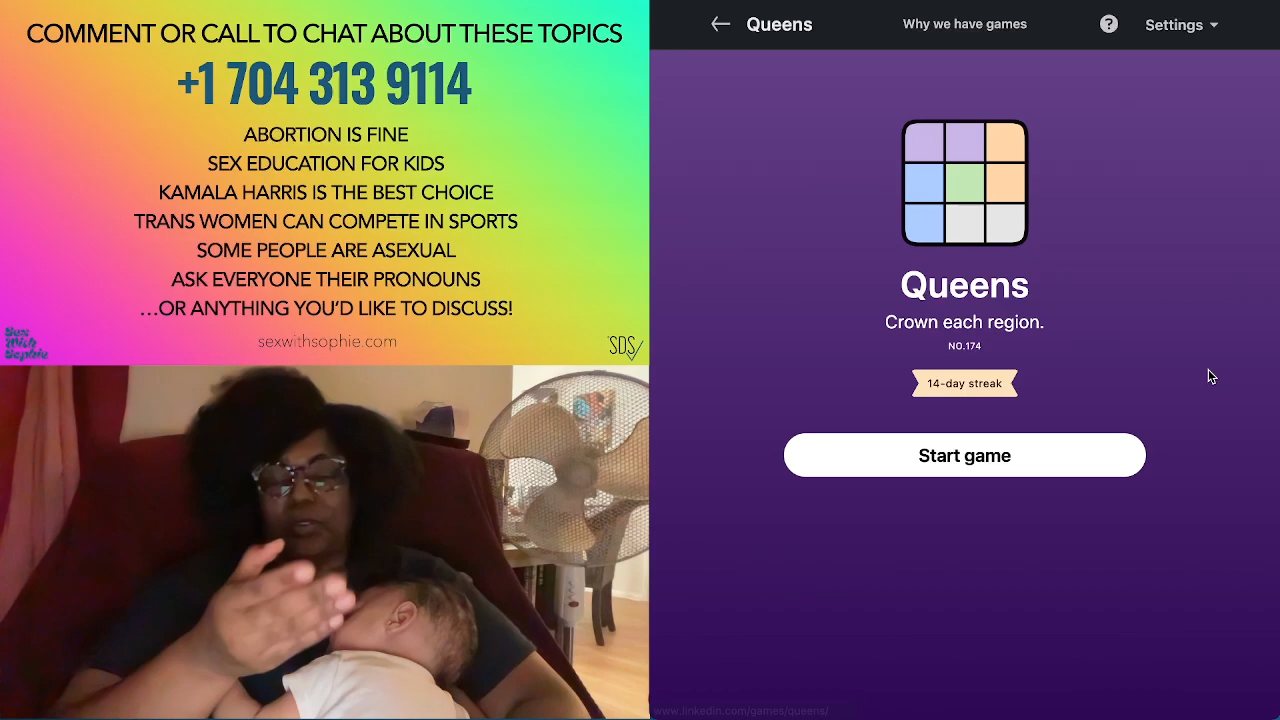 COMMENT OR CALL TO CHAT ABOUT THESE TOPICS
+1 704 313 9114
ABORTION IS FINE
SEX EDUCATION FOR KIDS
KAMALA HARRIS IS THE BEST CHOICE
TRANS WOMEN CAN COMPETE IN SPORTS
SOME PEOPLE ARE ASEXUAL
ASK EVERYONE THEIR PRONOUNS
...OR ANYTHING YOU'D LIKE TO DISCUSS!
sexwithsophie.com
Sex
With
Sophie
SDS
Queens
Why we have games
?
Settings
Queens
Crown each region.
NO.174
14-day streak
Start game
www.linkedin.com/games/queens/